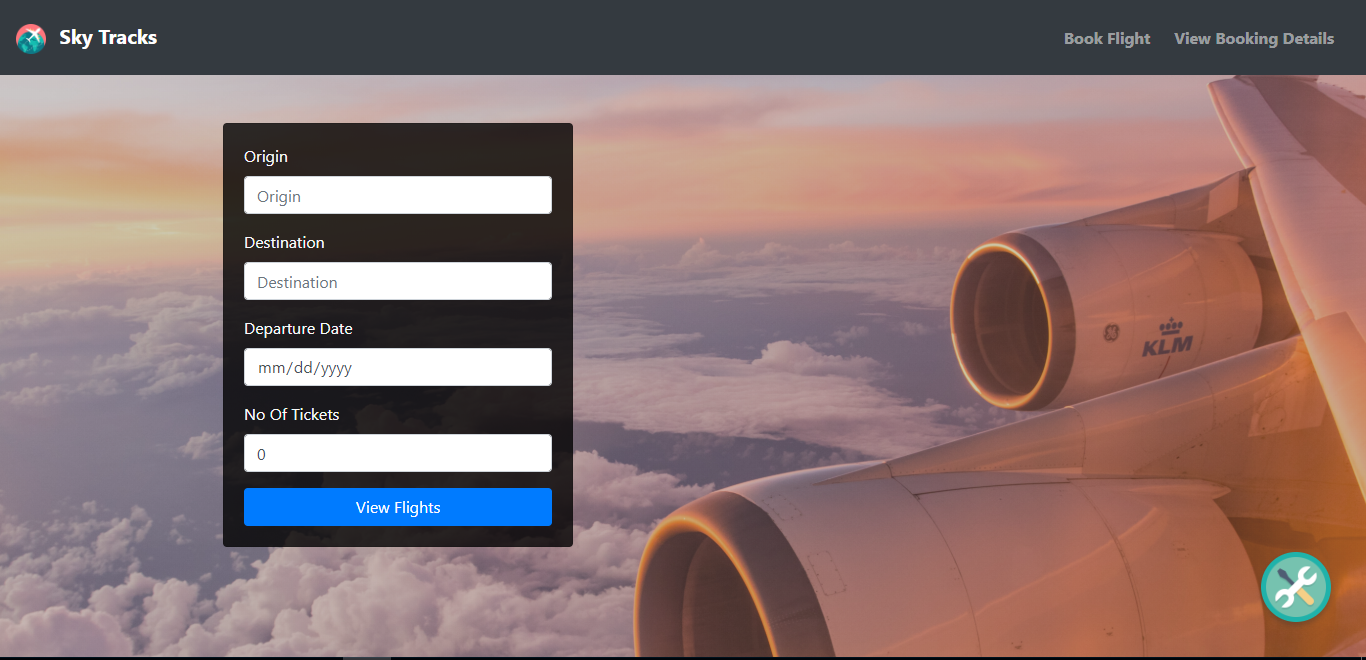 Sky Tracks
Book Flight
View Booking Details
Origin
Origin
Destination
Destination
Departure Date
mm/dd/yyyy
No Of Tickets
0
View Flights
KLM